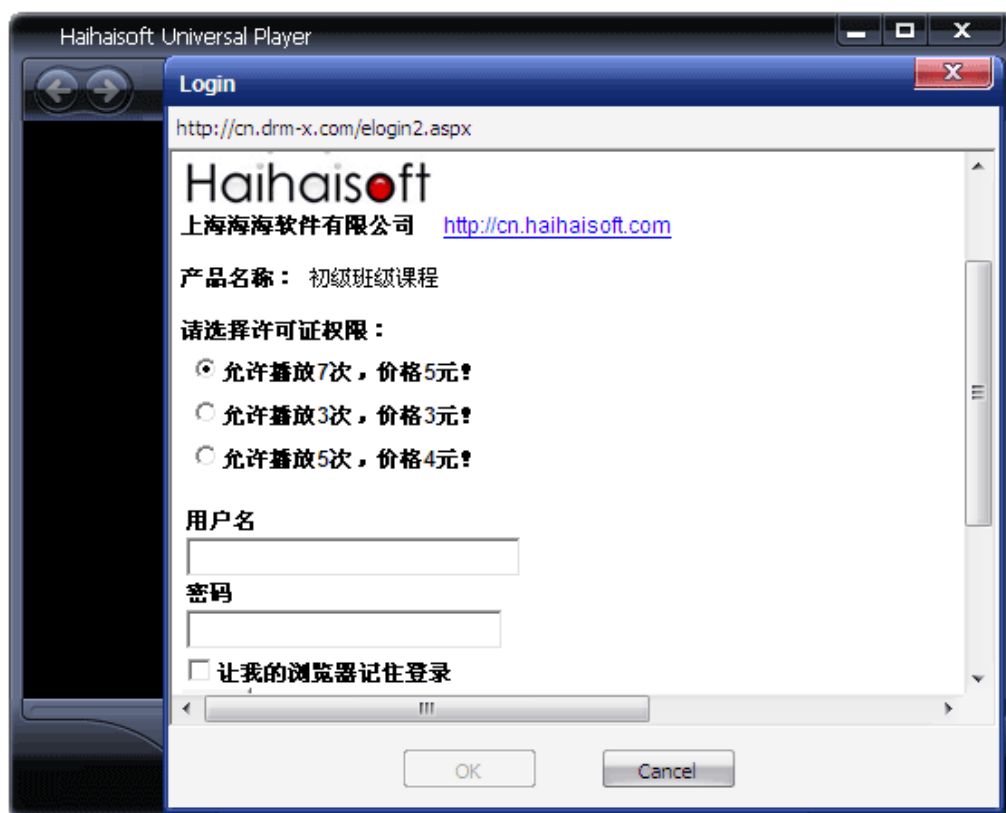 Haihaisoft Universal Player
Login
http://cn.drm-x.com/elogin2.aspx
Haihaisoft
上海海海软件有限公司 http://cn.haihaisoft.com
产品名称： 初级班级课程
请选择许可证权限：
允许播放7次，价格5元！
允许播放3次，价格3元！
允许播放5次，价格4元！
用户名
密码
让我的浏览器记住登录
OK Cancel